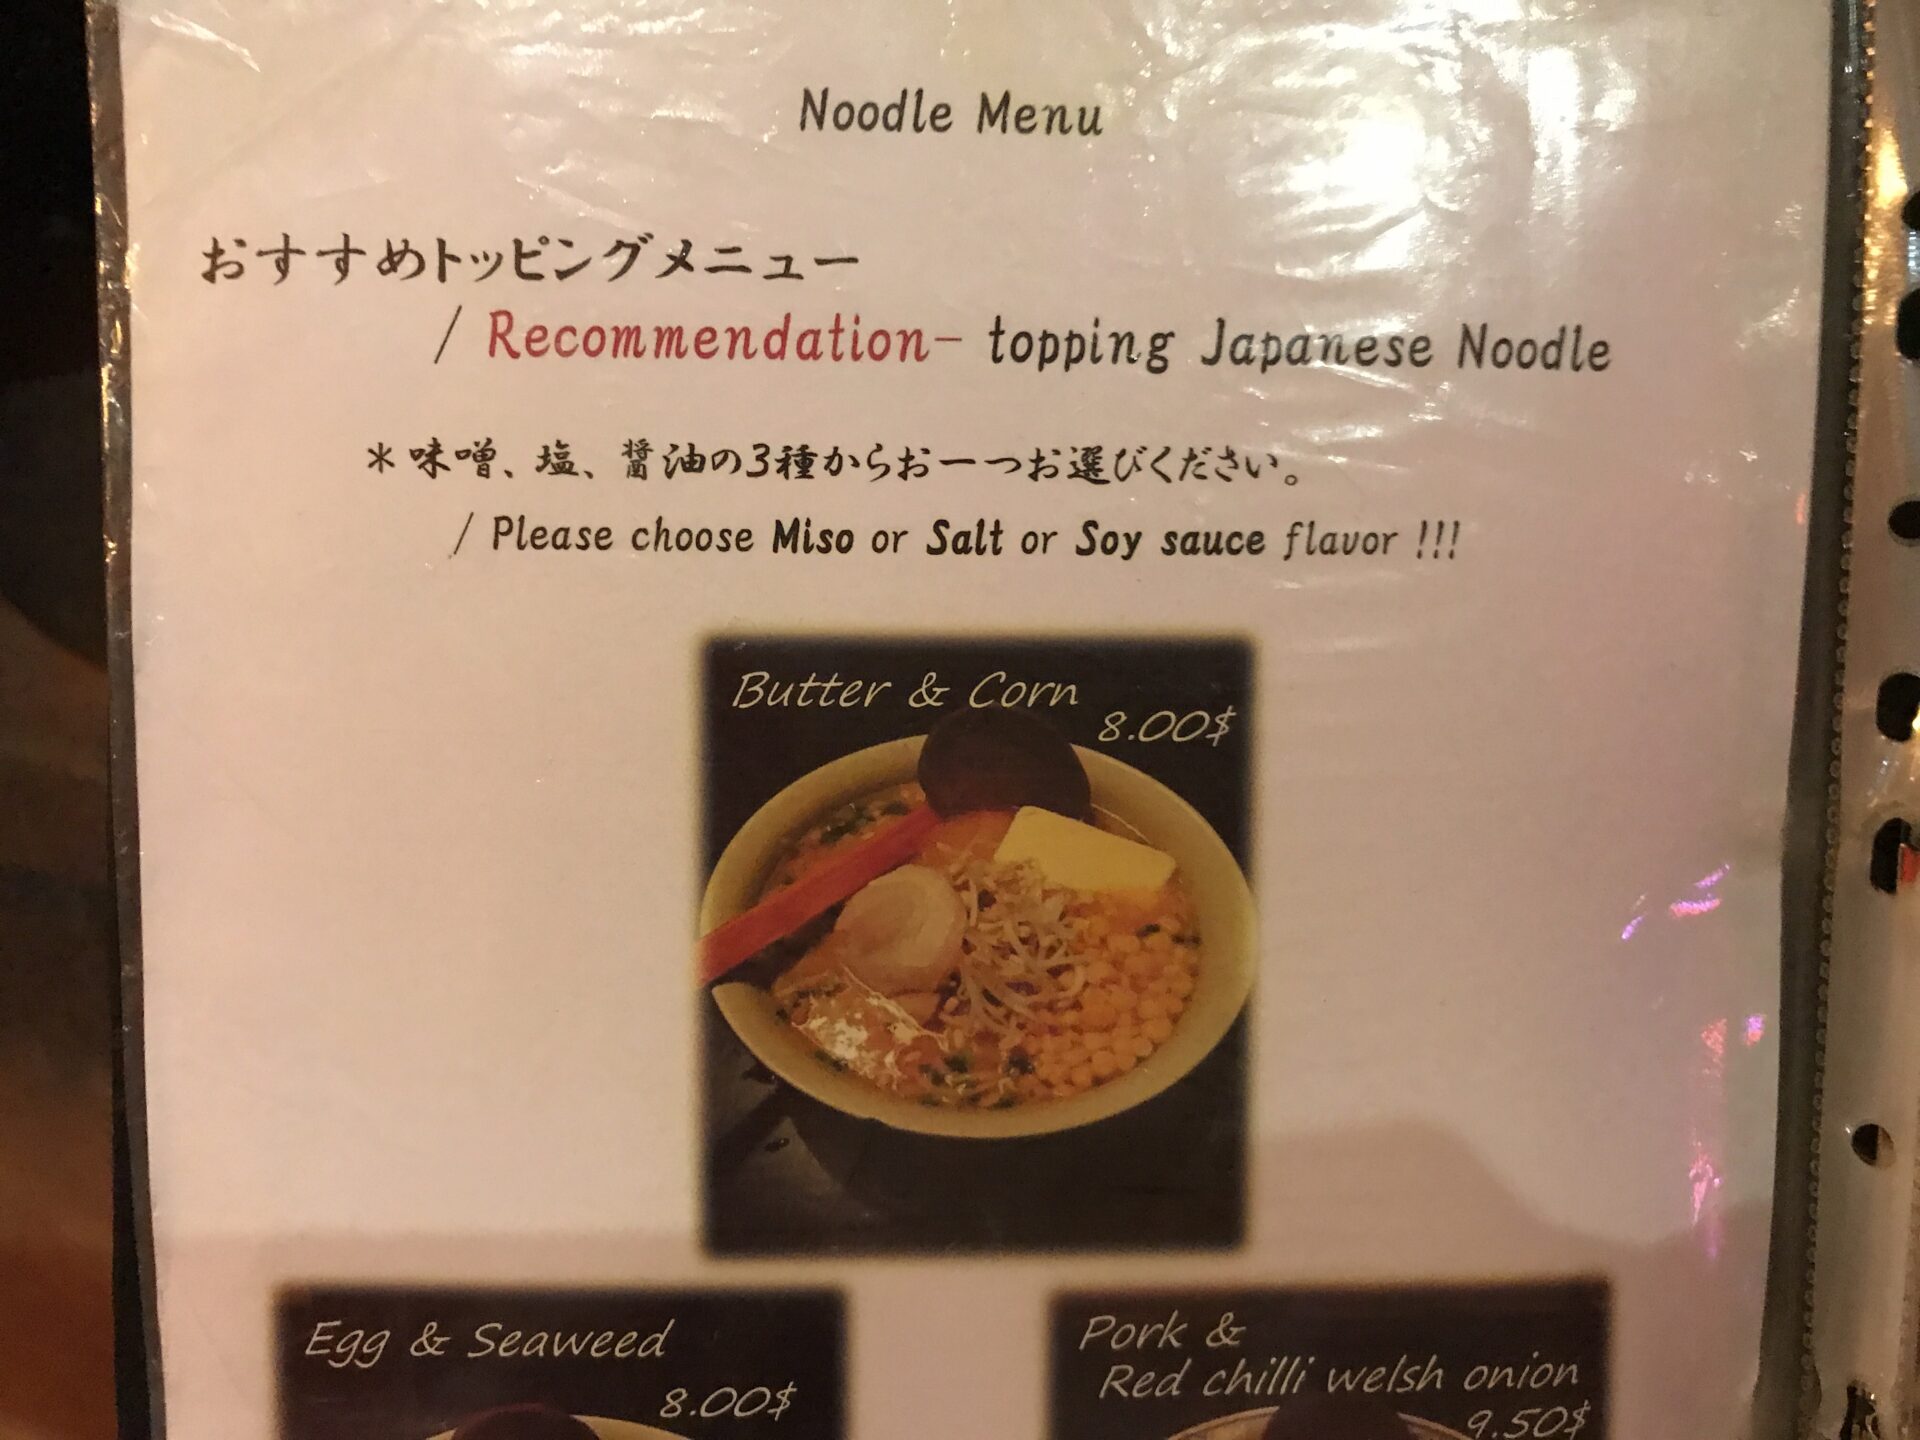 Noodle Menu
おすすめトッピングメニュー
/ Recommendation- topping Japanese Noodle
*味噌、塩、醤油の3種からお一つお選びください。
/ Please choose Miso or Salt or Soy sauce flavor !!!
Butter & Corn
8.00$
Egg & Seaweed
8.00$
Pork &
Red chilli welsh onion
9.50$